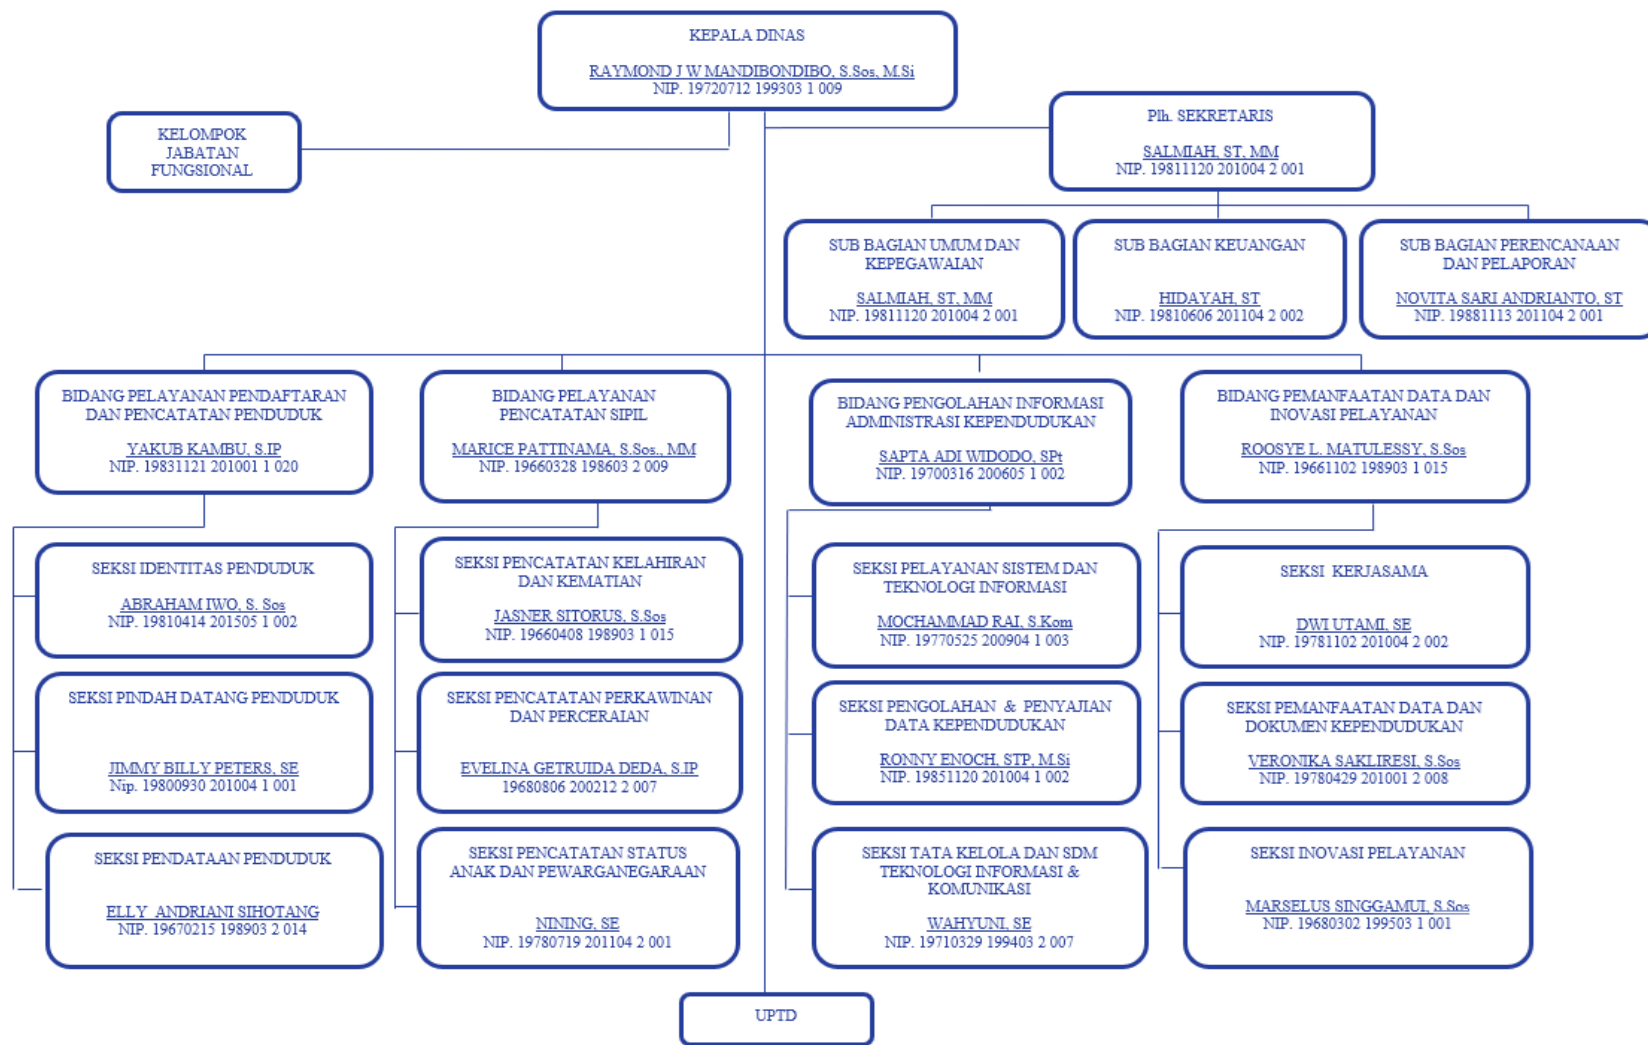 KEPALA DINAS
RAYMOND J W MANDIBONDIBO, S.Sos, M.Si
NIP. 19720712 199303 1 009
KELOMPOK
JABATAN
FUNGSIONAL
Plh. SEKRETARIS
SALMIAH, ST, MM
NIP. 19811120 201004 2 001
SUB BAGIAN UMUM DAN
KEPEGAWAIAN
SALMIAH, ST, MM
NIP. 19811120 201004 2 001
SUB BAGIAN KEUANGAN
HIDAYAH, ST
NIP. 19810606 201104 2 002
SUB BAGIAN PERENCANAAN
DAN PELAPORAN
NOVITA SARI ANDRIANTO, ST
NIP. 19881113 201104 2 001
BIDANG PELAYANAN PENDAFTARAN
DAN PENCATATAN PENDUDUK
YAKUB KAMBU, S.IP
NIP. 19831121 201001 1 020
BIDANG PELAYANAN
PENCATATAN SIPIL
MARICE PATTINAMA, S.Sos., MM
NIP. 19660328 198603 2 009
BIDANG PENGOLAHAN INFORMASI
ADMINISTRASI KEPENDUDUKAN
SAPTA ADI WIDODO, SPt
NIP. 19700316 200605 1 002
BIDANG PEMANFAATAN DATA DAN
INOVASI PELAYANAN
ROOSYE L. MATULESSY, S.Sos
NIP. 19661102 198903 1 015
SEKSI IDENTITAS PENDUDUK
ABRAHAM IWO, S. Sos
NIP. 19810414 201505 1 002
SEKSI PENCATATAN KELAHIRAN
DAN KEMATIAN
JASNER SITORUS, S.Sos
NIP. 19660408 198903 1 015
SEKSI PELAYANAN SISTEM DAN
TEKNOLOGI INFORMASI
MOCHAMMAD RAI, S.Kom
NIP. 19770525 200904 1 003
SEKSI KERJASAMA
DWI UTAMI, SE
NIP. 19781102 201004 2 002
SEKSI PINDAH DATANG PENDUDUK
JIMMY BILLY PETERS, SE
Nip. 19800930 201004 1 001
SEKSI PENCATATAN PERKAWINAN
DAN PERCERAIAN
EVELINA GETRUIDA DEDA, S.IP
19680806 200212 2 007
SEKSI PENGOLAHAN & PENYAJIAN
DATA KEPENDUDUKAN
RONNY ENOCH, STP, M.Si
NIP. 19851120 201004 1 002
SEKSI PEMANFAATAN DATA DAN
DOKUMEN KEPENDUDUKAN
VERONIKA SAKLIRESI, S.Sos
NIP. 19780429 201001 2 008
SEKSI PENDATAAN PENDUDUK
ELLY ANDRIANI SIHOTANG
NIP. 19670215 198903 2 014
SEKSI PENCATATAN STATUS
ANAK DAN PEWARGANEGARAAN
NINING, SE
NIP. 19780719 201104 2 001
SEKSI TATA KELOLA DAN SDM
TEKNOLOGI INFORMASI &
KOMUNIKASI
WAHYUNI, SE
NIP. 19710329 199403 2 007
SEKSI INOVASI PELAYANAN
MARSELUS SINGGAMUI, S.Sos
NIP. 19680302 199503 1 001
UPTD